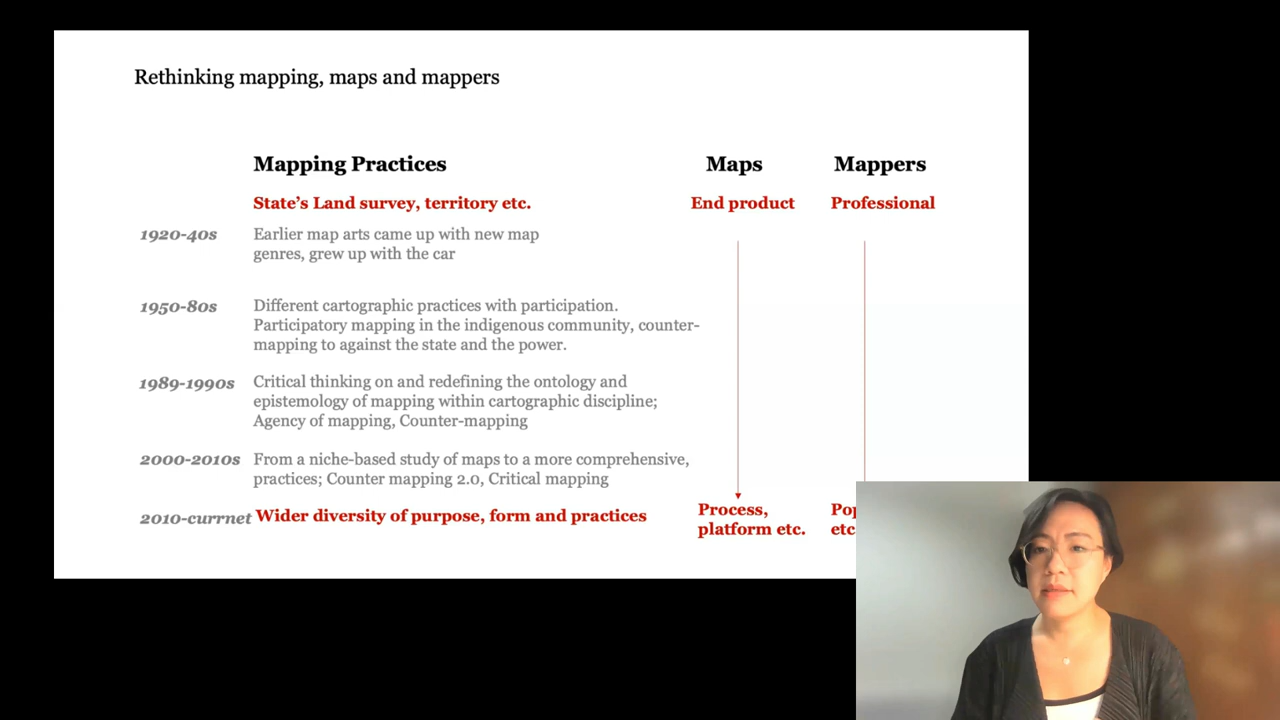 Rethinking mapping, maps and mappers
Mapping Practices
Maps
Mappers
State's Land survey, territory etc.
End product
Professional
1920-40s
Earlier map arts came up with new map
genres, grew up with the car
1950-80s
Different cartographic practices with participation.
Participatory mapping in the indigenous community, counter-
mapping to against the state and the power.
1989-1990s
Critical thinking on and redefining the ontology and
epistemology of mapping within cartographic discipline;
Agency of mapping, Counter-mapping
2000-2010s
From a niche-based study of maps to a more comprehensive,
practices; Counter mapping 2.0, Critical mapping
2010-currnet
Wider diversity of purpose, form and practices
Process,
platform etc.
etc